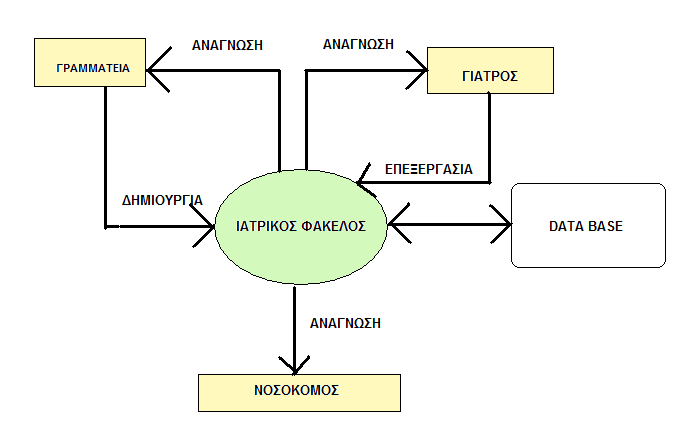 ΑΝΑΓΝΩΣΗ
ΑΝΑΓΝΩΣΗ
ΓΡΑΜΜΑΤΕΙΑ
ΓΙΑΤΡΟΣ
ΕΠΕΞΕΡΓΑΣΙΑ
ΔΗΜΙΟΥΡΓΙΑ
ΙΑΤΡΙΚΟΣ ΦΑΚΕΛΟΣ
DATA BASE
ΑΝΑΓΝΩΣΗ
ΝΟΣΟΚΟΜΟΣ